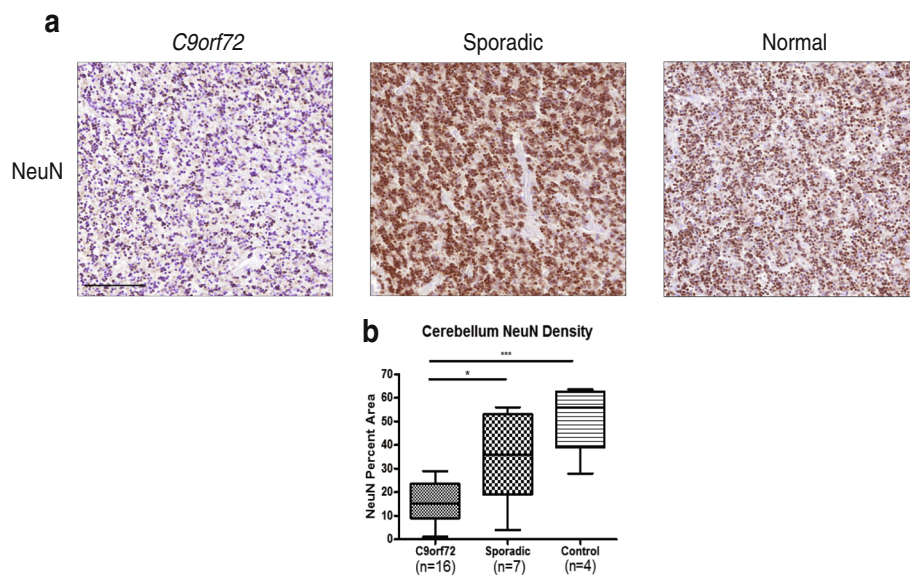 a
C9orf72 Sporadic Normal
NeuN
b
Cerebellum NeuN Density
***
*
NeuN Percent Area
70
60
50
40
30
20
10
0
C9orf72 Sporadic Control
(n=16) (n=7) (n=4)